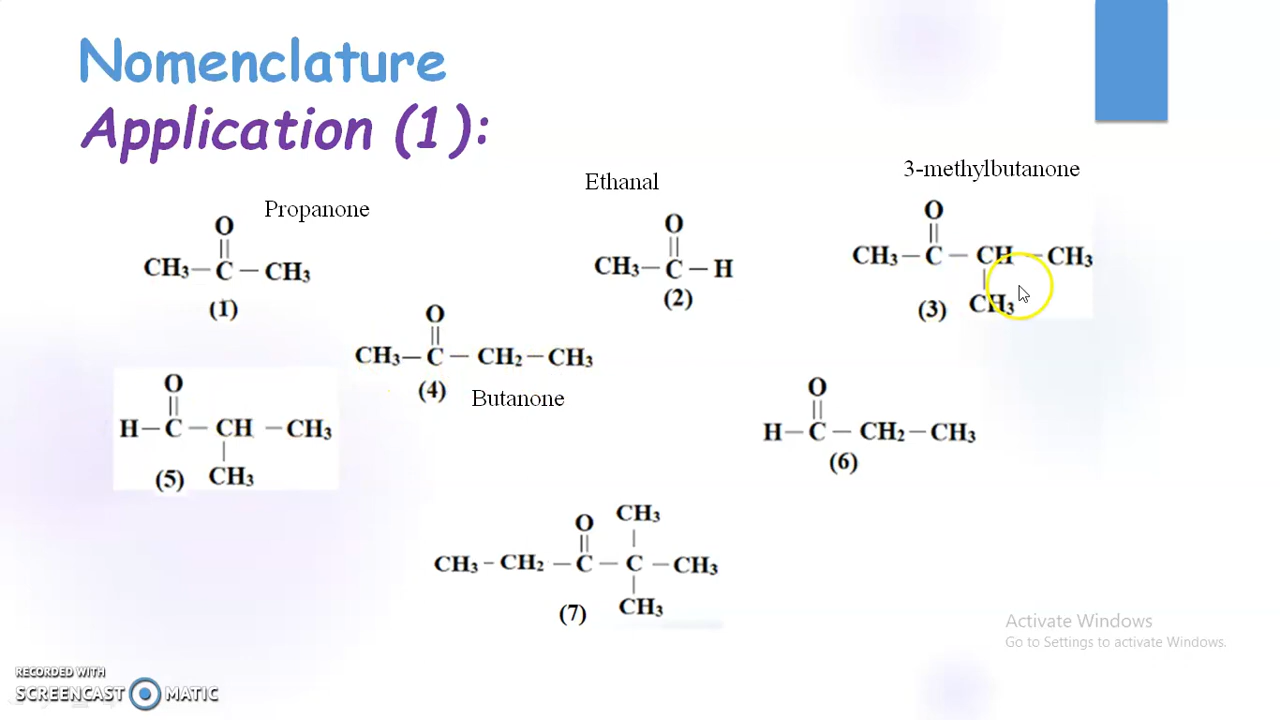 Nomenclature
Application (1):
Propanone
O
||
CH₃ – C – CH₃
(1)
Ethanal
O
||
CH₃ – C – H
(2)
3-methylbutanone
O
||
CH₃ – C – CH – CH₃
|
CH₃
(3)
O
||
CH₃ – C – CH₂ – CH₃
(4)
Butanone
O
||
H – C – CH – CH₃
|
CH₃
(5)
O
||
H – C – CH₂ – CH₃
(6)
CH₃
O |
||
CH₃ – CH₂ – C – C – CH₃
|
CH₃
(7)
Activate Windows
Go to Settings to activate Windows.
RECORDED WITH
SCREENCAST MATIC